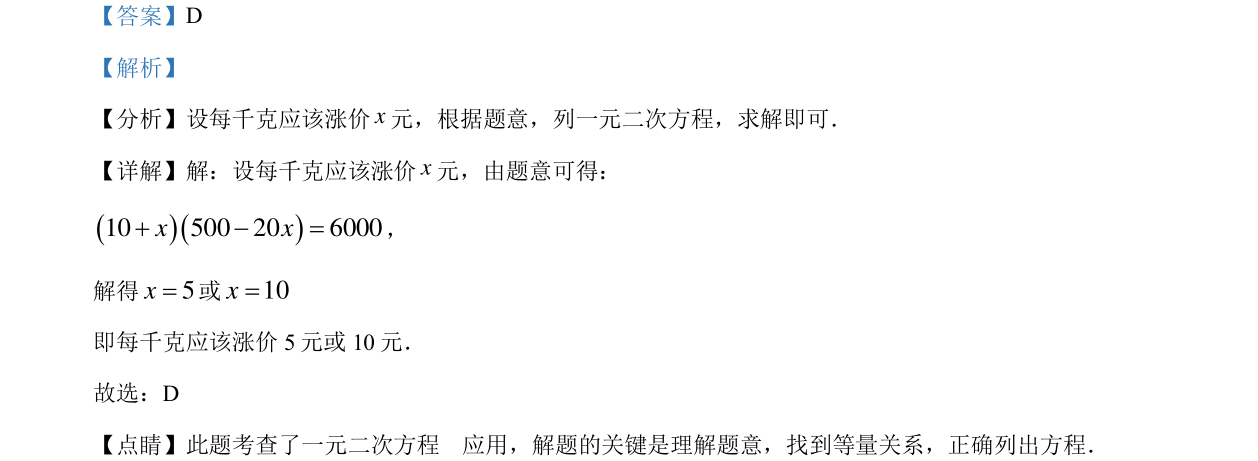 【答案】D
【解析】
【分析】设每千克应该涨价 x 元，根据题意，列一元二次方程，求解即可．
【详解】解：设每千克应该涨价 x 元，由题意可得：
(10+x)(500−20x)=6000，
解得 x=5 或 x=10
即每千克应该涨价 5 元或 10 元．
故选：D
【点睛】此题考查了一元二次方程 应用，解题的关键是理解题意，找到等量关系，正确列出方程．